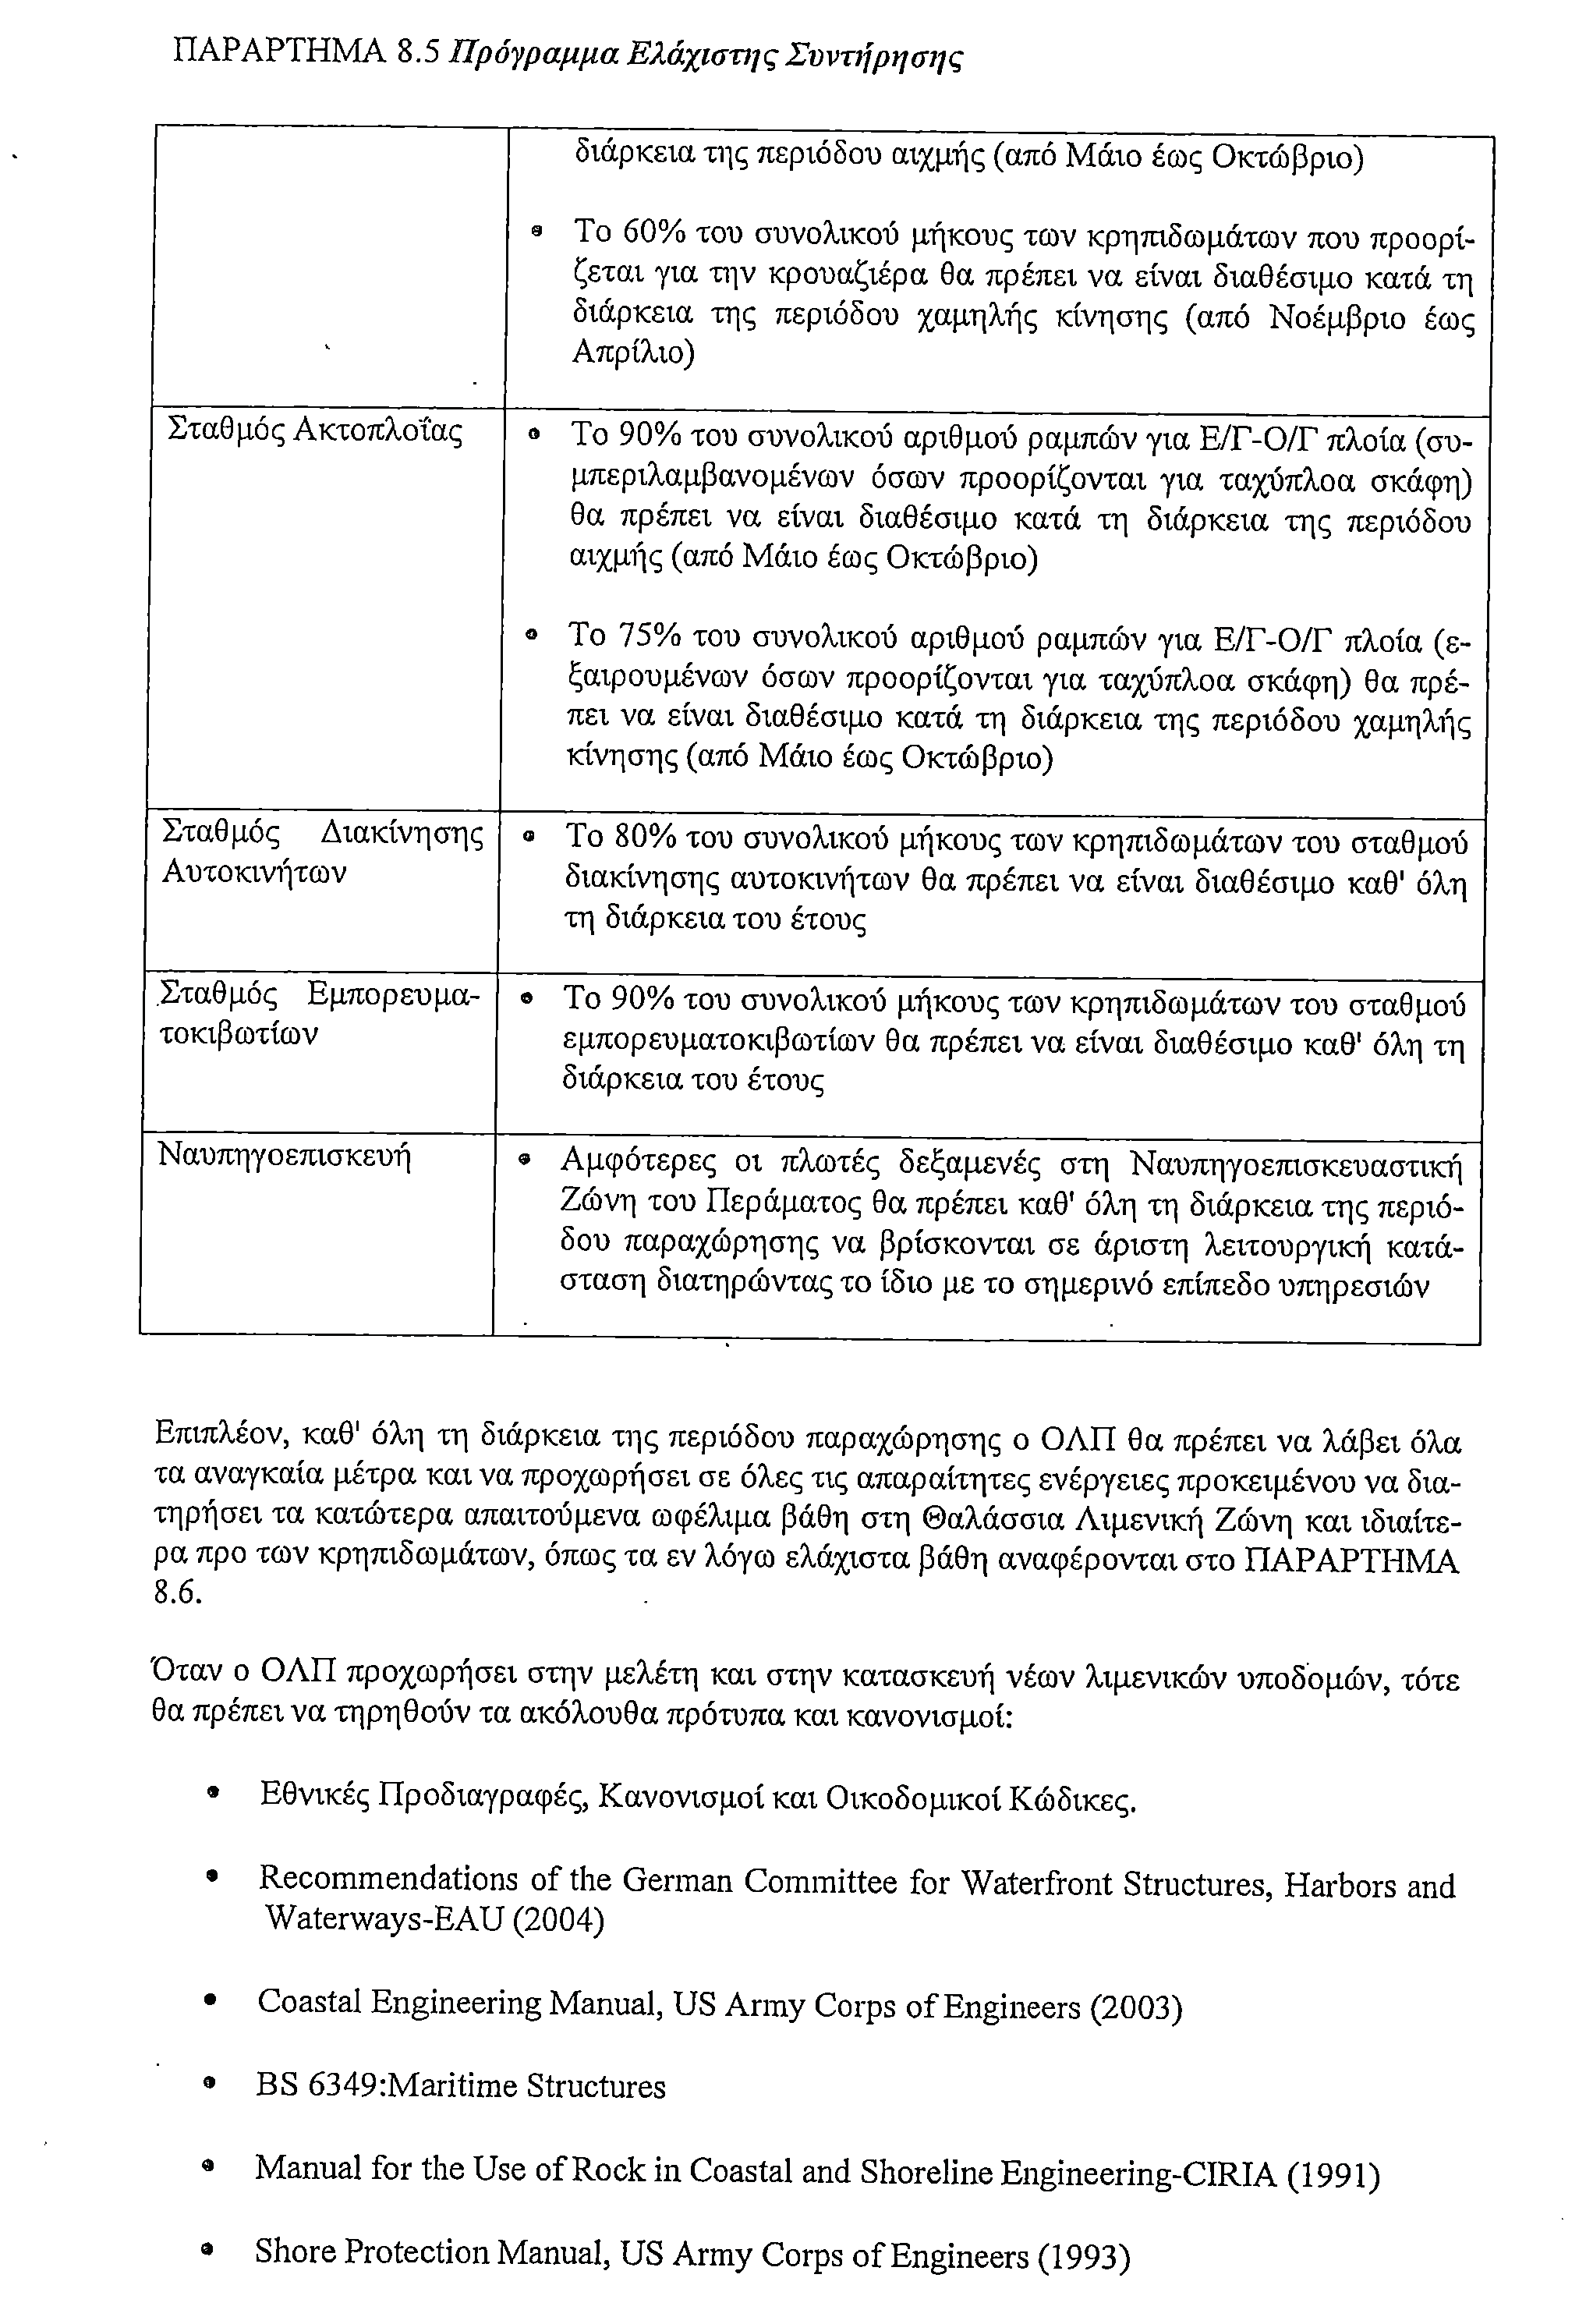 ΠΑΡΑΡΤΗΜΑ 8.5 Πρόγραμμα Ελάχιστης Συντήρησης
διάρκεια της περιόδου αιχμής (από Μάιο έως Οκτώβριο)
• Το 60% του συνολικού μήκους των κρηπιδωμάτων που προορί-
ζεται για την κρουαζιέρα θα πρέπει να είναι διαθέσιμο κατά τη
διάρκεια της περιόδου χαμηλής κίνησης (από Νοέμβριο έως
Απρίλιο)
Σταθμός Ακτοπλοΐας
• Το 90% του συνολικού αριθμού ραμπών για Ε/Γ-Ο/Γ πλοία (συ-
μπεριλαμβανομένων όσων προορίζονται για ταχύπλοα σκάφη)
θα πρέπει να είναι διαθέσιμο κατά τη διάρκεια της περιόδου
αιχμής (από Μάιο έως Οκτώβριο)
• Το 75% του συνολικού αριθμού ραμπών για Ε/Γ-Ο/Γ πλοία (ε-
ξαιρουμένων όσων προορίζονται για ταχύπλοα σκάφη) θα πρέ-
πει να είναι διαθέσιμο κατά τη διάρκεια της περιόδου χαμηλής
κίνησης (από Μάιο έως Οκτώβριο)
Σταθμός Διακίνησης
Αυτοκινήτων
• Το 80% του συνολικού μήκους των κρηπιδωμάτων του σταθμού
διακίνησης αυτοκινήτων θα πρέπει να είναι διαθέσιμο καθ' όλη
τη διάρκεια του έτους
Σταθμός Εμπορευμα-
τοκιβωτίων
• Το 90% του συνολικού μήκους των κρηπιδωμάτων του σταθμού
εμπορευματοκιβωτίων θα πρέπει να είναι διαθέσιμο καθ' όλη τη
διάρκεια του έτους
Ναυπηγοεπισκευή
• Αμφότερες οι πλωτές δεξαμενές στη Ναυπηγοεπισκευαστική
Ζώνη του Περάματος θα πρέπει καθ' όλη τη διάρκεια της περιό-
δου παραχώρησης να βρίσκονται σε άριστη λειτουργική κατά-
σταση διατηρώντας το ίδιο με το σημερινό επίπεδο υπηρεσιών
Επιπλέον, καθ' όλη τη διάρκεια της περιόδου παραχώρησης ο ΟΛΠ θα πρέπει να λάβει όλα
τα αναγκαία μέτρα και να προχωρήσει σε όλες τις απαραίτητες ενέργειες προκειμένου να δια-
τηρήσει τα κατώτερα απαιτούμενα ωφέλιμα βάθη στη Θαλάσσια Λιμενική Ζώνη και ιδιαίτε-
ρα προ των κρηπιδωμάτων, όπως τα εν λόγω ελάχιστα βάθη αναφέρονται στο ΠΑΡΑΡΤΗΜΑ
8.6.
Όταν ο ΟΛΠ προχωρήσει στην μελέτη και στην κατασκευή νέων λιμενικών υποδομών, τότε
θα πρέπει να τηρηθούν τα ακόλουθα πρότυπα και κανονισμοί:
• Εθνικές Προδιαγραφές, Κανονισμοί και Οικοδομικοί Κώδικες.
• Recommendations of the German Committee for Waterfront Structures, Harbors and
Waterways-EAU (2004)
• Coastal Engineering Manual, US Army Corps of Engineers (2003)
• BS 6349:Maritime Structures
• Manual for the Use of Rock in Coastal and Shoreline Engineering-CIRIA (1991)
• Shore Protection Manual, US Army Corps of Engineers (1993)